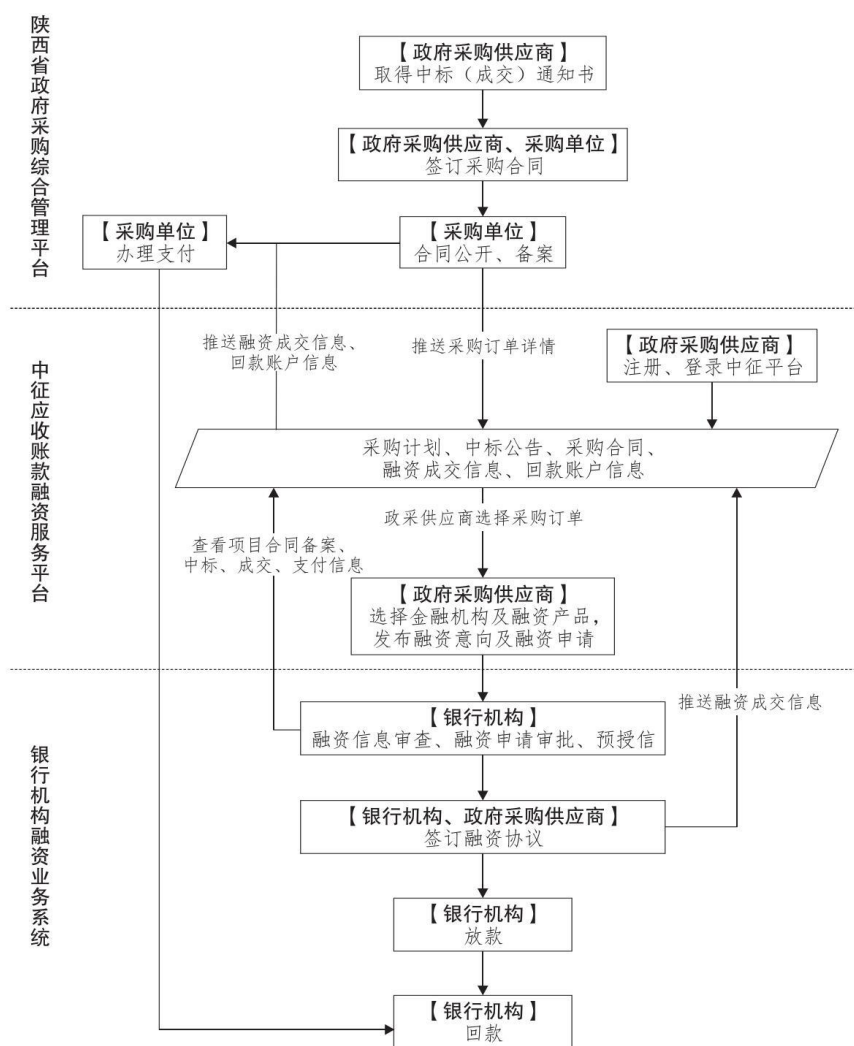 陕西省政府采购综合管理平台
【政府采购供应商】
取得中标（成交）通知书
【政府采购供应商、采购单位】
签订采购合同
【采购单位】
办理支付
【采购单位】
合同公开、备案
中征应收账款融资服务平台
推送融资成交信息、
回款账户信息
推送采购订单详情
【政府采购供应商】
注册、登录中征平台
采购计划、中标公告、采购合同、
融资成交信息、回款账户信息
政采供应商选择采购订单
查看项目合同备案、
中标、成交、支付信息
【政府采购供应商】
选择金融机构及融资产品，
发布融资意向及融资申请
银行机构融资业务系统
【银行机构】
融资信息审查、融资申请审批、预授信
推送融资成交信息
【银行机构、政府采购供应商】
签订融资协议
【银行机构】
放款
【银行机构】
回款